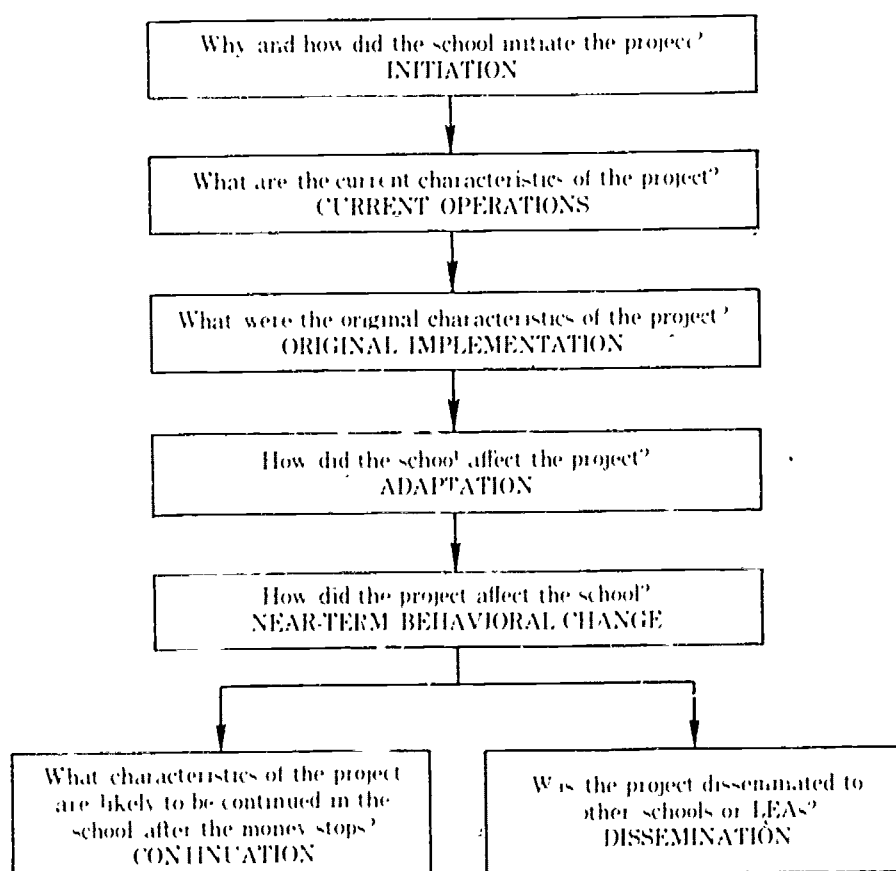 Why and how did the school initiate the project?
INITIATION
What are the current characteristics of the project?
CURRENT OPERATIONS
What were the original characteristics of the project?
ORIGINAL IMPLEMENTATION
How did the school affect the project?
ADAPTATION
How did the project affect the school?
NEAR-TERM BEHAVIORAL CHANGE
What characteristics of the project
are likely to be continued in the
school after the money stops?
CONTINUATION
Was the project disseminated to
other schools or LEAs?
DISSEMINATION